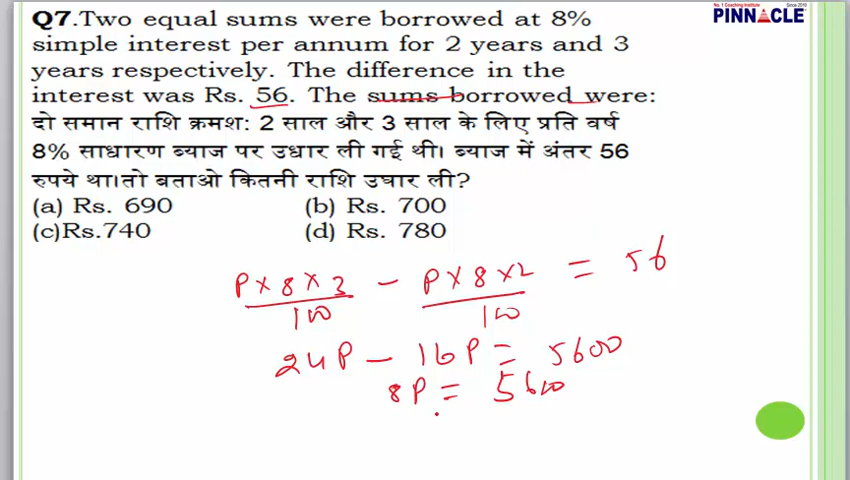 No. 1 Coaching Institute Since 2010
PINNACLE
Q7.Two equal sums were borrowed at 8%
simple interest per annum for 2 years and 3
years respectively. The difference in the
interest was Rs. 56. The sums borrowed were:
दो समान राशि क्रमश: 2 साल और 3 साल के लिए प्रति वर्ष
8% साधारण ब्याज पर उधार ली गई थी। ब्याज में अंतर 56
रुपये था।तो बताओ कितनी राशि उघार ली?
(a) Rs. 690 (b) Rs. 700
(c)Rs.740 (d) Rs. 780
P×8×3/100 − P×8×2/100 = 56
24P − 16P = 5600
8P = 5600